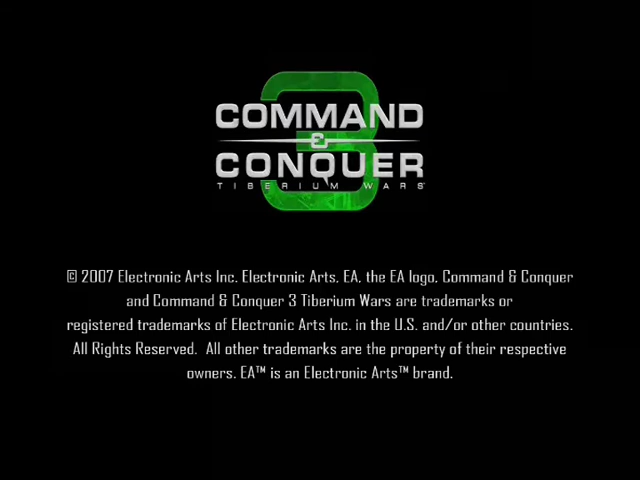 3
COMMAND
&
CONQUER
TIBERIUM WARS™
© 2007 Electronic Arts Inc. Electronic Arts, EA, the EA logo, Command & Conquer
and Command & Conquer 3 Tiberium Wars are trademarks or
registered trademarks of Electronic Arts Inc. in the U.S. and/or other countries.
All Rights Reserved. All other trademarks are the property of their respective
owners. EA™ is an Electronic Arts™ brand.